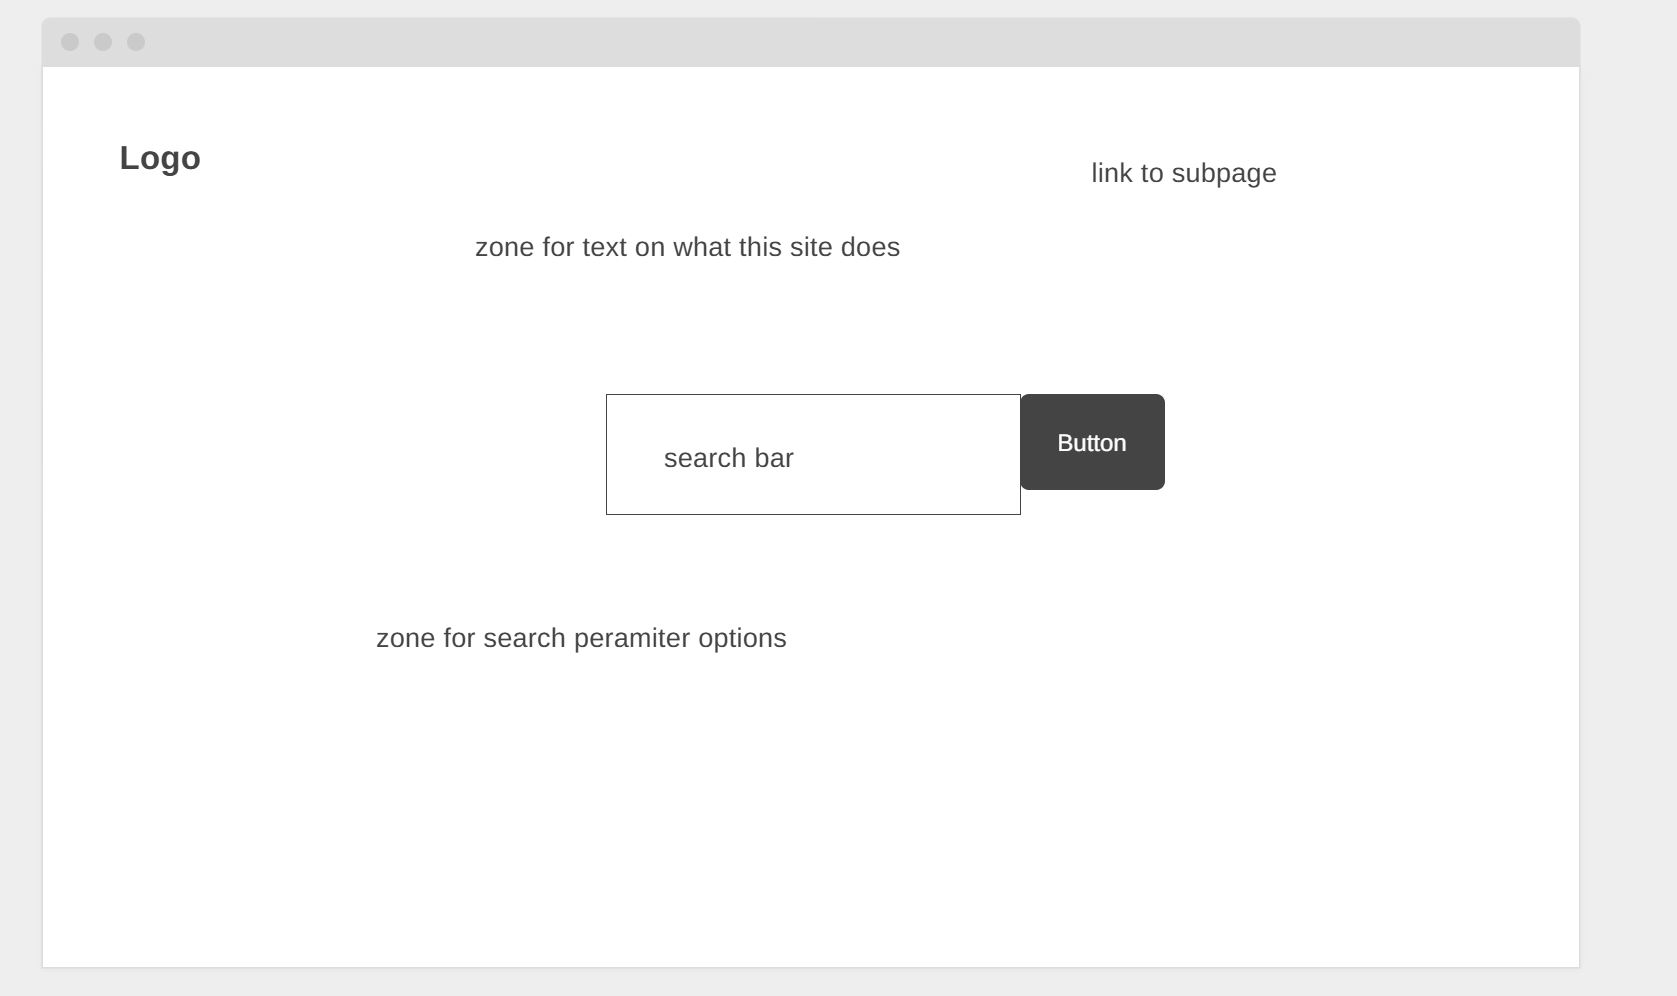 Logo
link to subpage
zone for text on what this site does
search bar
Button
zone for search peramiter options